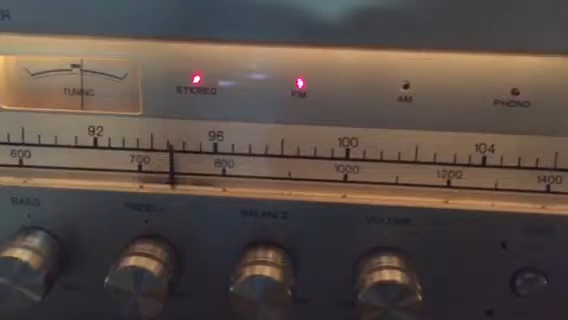 TUNING
STEREO FM AM PHONO
92 96 100 104
600 700 800 1000 1200 1400
BASS TREBLE BALANCE VOLUME